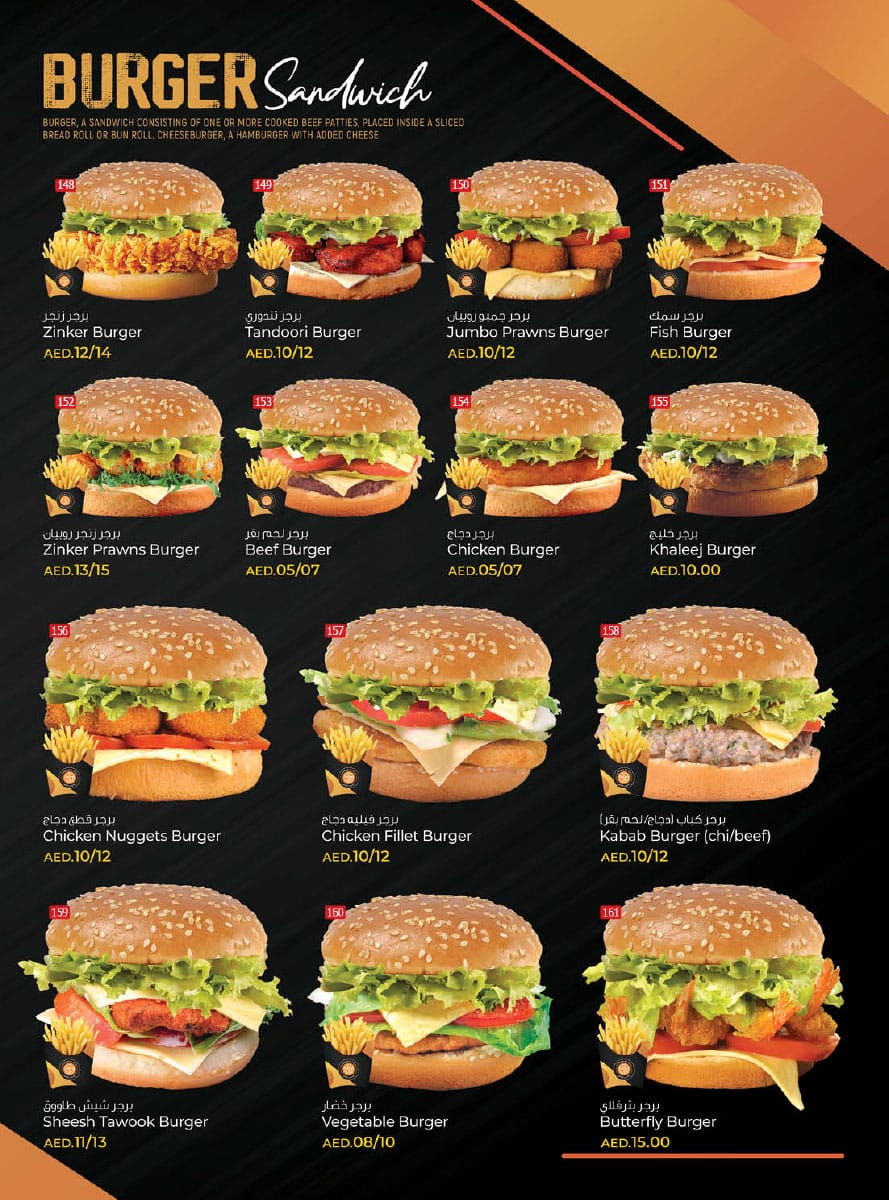 BURGER Sandwich
BURGER, A SANDWICH CONSISTING OF ONE OR MORE COOKED BEEF PATTIES, PLACED INSIDE A SLICED
BREAD ROLL OR BUN ROLL. CHEESEBURGER, A HAMBURGER WITH ADDED CHEESE
148
برجر زنجر
Zinker Burger
AED.12/14
149
برجر تندوري
Tandoori Burger
AED.10/12
150
برجر جمبو روبيان
Jumbo Prawns Burger
AED.10/12
151
برجر سمك
Fish Burger
AED.10/12
152
برجر زنجر روبيان
Zinker Prawns Burger
AED.13/15
153
برجر لحم بقر
Beef Burger
AED.05/07
154
برجر دجاج
Chicken Burger
AED.05/07
155
برجر خليج
Khaleej Burger
AED.10.00
156
برجر قطع دجاج
Chicken Nuggets Burger
AED.10/12
157
برجر فيليه دجاج
Chicken Fillet Burger
AED.10/12
158
برجر كباب (دجاج/لحم بقر)
Kabab Burger (chi/beef)
AED.10/12
159
برجر شيش طاووق
Sheesh Tawook Burger
AED.11/13
160
برجر خضار
Vegetable Burger
AED.08/10
161
برجر بترفلاي
Butterfly Burger
AED.15.00